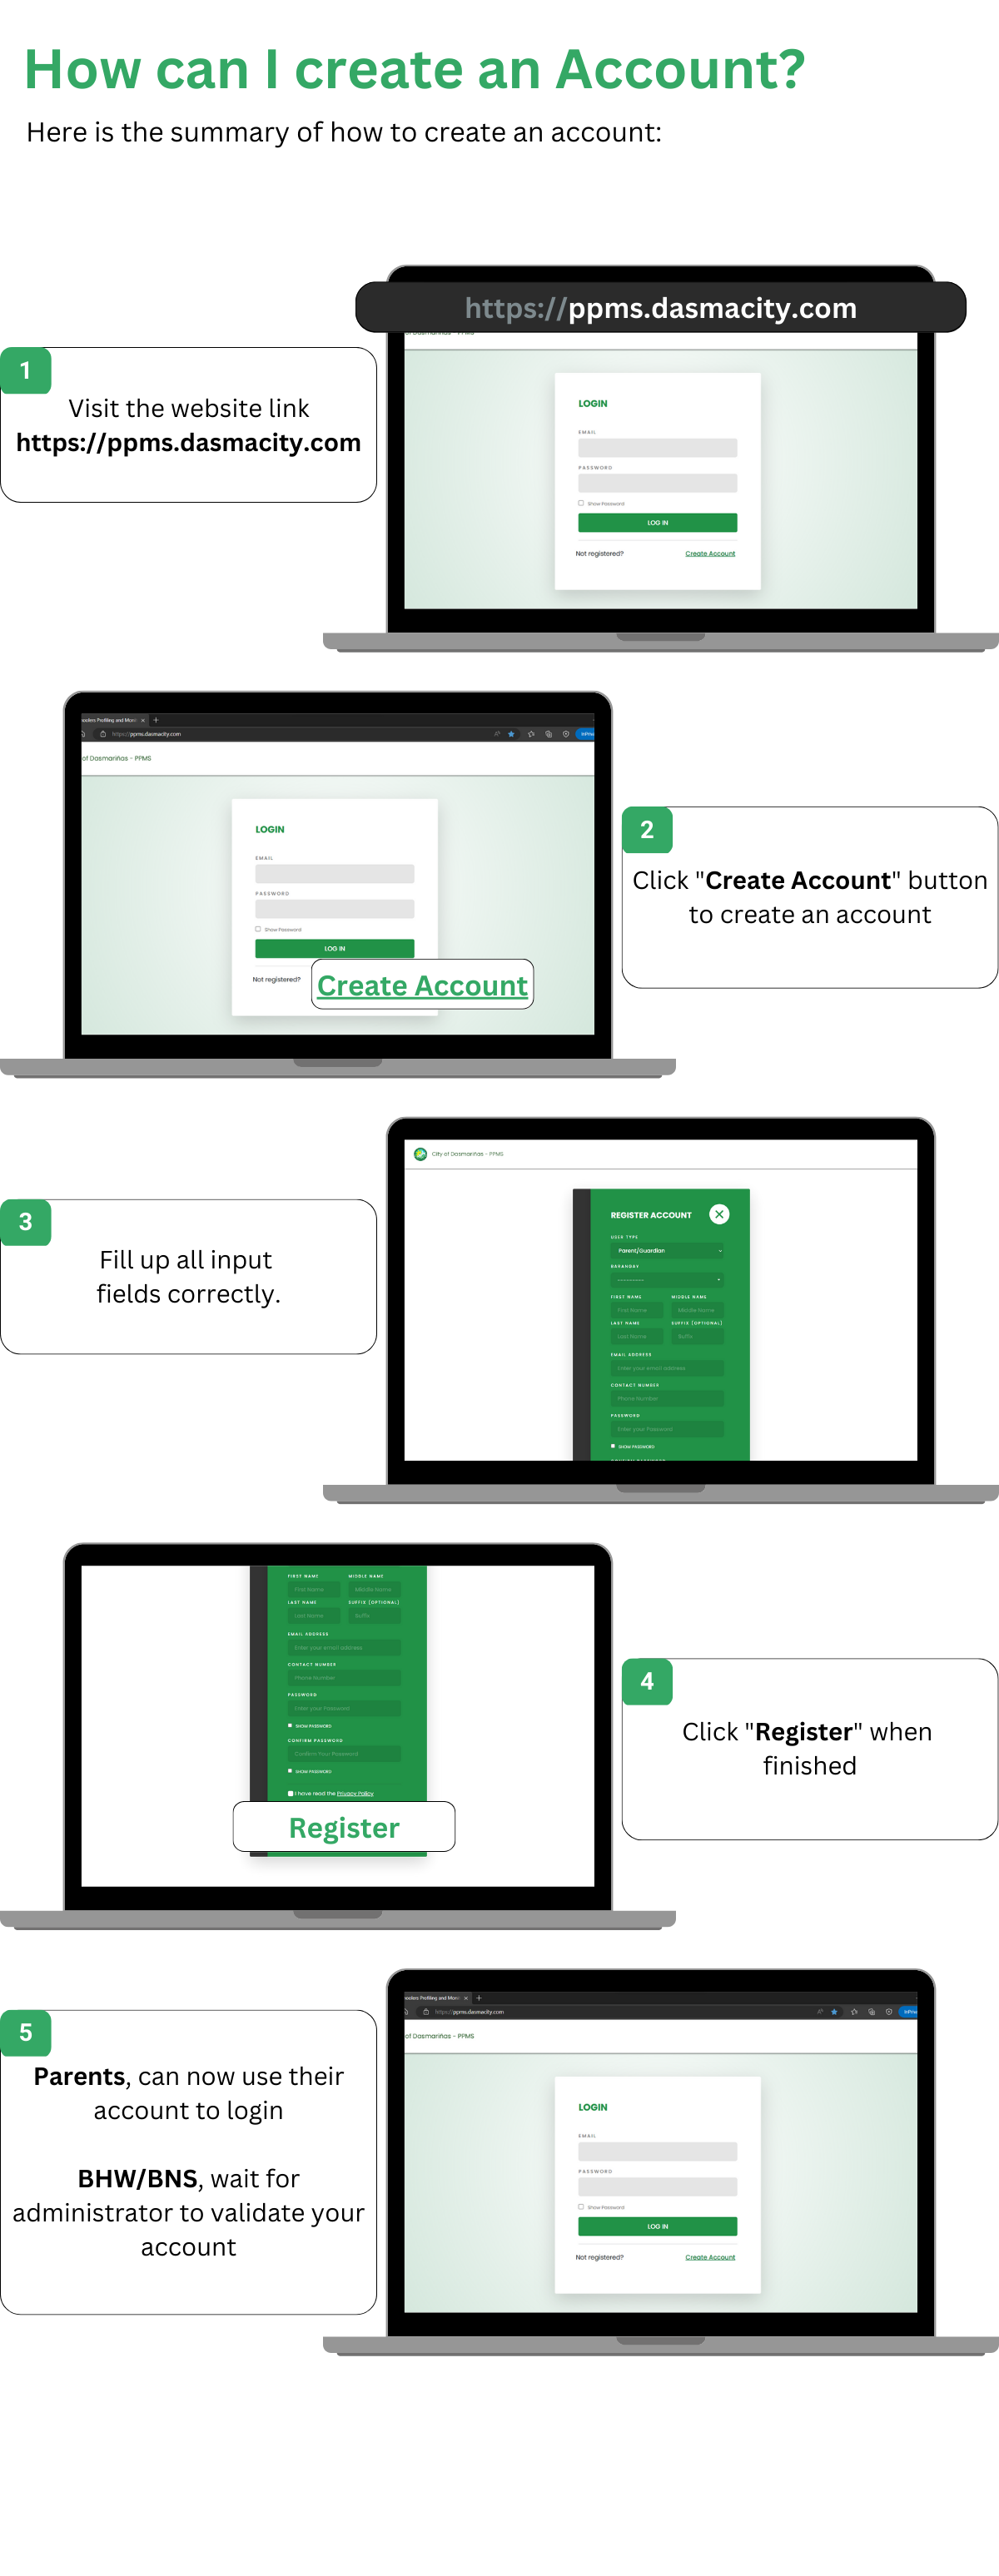 How can I create an Account?
Here is the summary of how to create an account:
https://ppms.dasmacity.com
1
Visit the website link
https://ppms.dasmacity.com
LOGIN
EMAIL
PASSWORD
Show Password
LOG IN
Not registered? Create Account
https://ppms.dasmacity.com
of Dasmariñas - PPMS
LOGIN
EMAIL
PASSWORD
Show Password
LOG IN
Not registered?
Create Account
2
Click "Create Account" button
to create an account
3
Fill up all input
fields correctly.
City of Dasmariñas - PPMS
REGISTER ACCOUNT
USER TYPE
Parent/Guardian
BARANGAY
---------
FIRST NAME MIDDLE NAME
First Name Middle Name
LAST NAME SUFFIX (OPTIONAL)
Last Name Suffix
EMAIL ADDRESS
Enter your email address
CONTACT NUMBER
Phone Number
PASSWORD
Enter your Password
SHOW PASSWORD
FIRST NAME MIDDLE NAME
First Name Middle Name
LAST NAME SUFFIX (OPTIONAL)
Last Name Suffix
EMAIL ADDRESS
Enter your email address
CONTACT NUMBER
Phone Number
PASSWORD
Enter your Password
SHOW PASSWORD
CONFIRM PASSWORD
Confirm Your Password
SHOW PASSWORD
I have read the Privacy Policy
Register
4
Click "Register" when
finished
5
Parents, can now use their
account to login
BHW/BNS, wait for
administrator to validate your
account
https://ppms.dasmacity.com
of Dasmariñas - PPMS
LOGIN
EMAIL
PASSWORD
Show Password
LOG IN
Not registered? Create Account